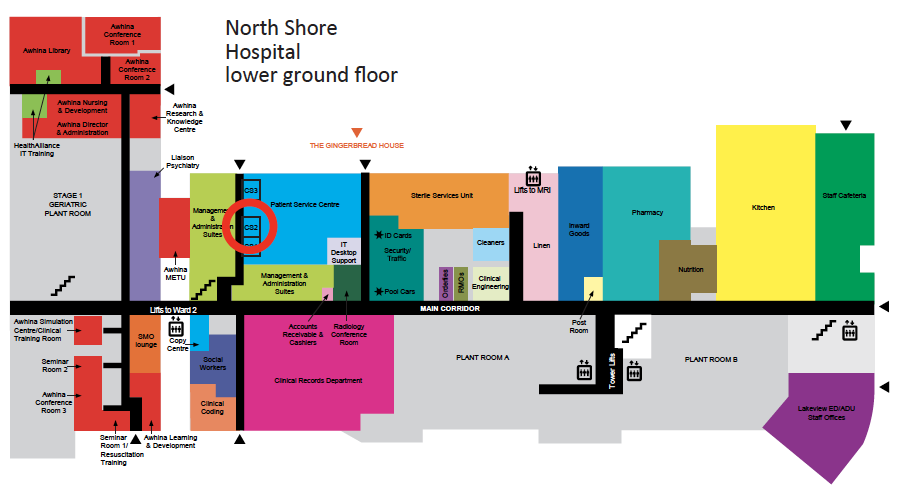 North Shore
Hospital
lower ground floor
Awhina
Conference
Room 1
Awhina Library
Awhina
Conference
Room 2
Awhina Nursing
& Development
Awhina Director
& Administration
Awhina
Research &
Knowledge
Centre
HealthAlliance
IT Training
THE GINGERBREAD HOUSE
Liaison
Psychiatry
STAGE 1
GERIATRIC
PLANT ROOM
Management
&
Administration
Suites
CS3
CS2
Patient Service Centre
IT
Desktop
Support
Management &
Administration
Suites
Awhina
METU
Sterile Services Unit
ID Cards
Security/
Traffic
Pool Cars
Cleaners
Orderlies
RMOs
Clinical
Engineering
Lifts to MRI
Linen
Inward
Goods
Pharmacy
Nutrition
Kitchen
Staff Cafeteria
Lifts to Ward 2
MAIN CORRIDOR
Awhina Simulation
Centre/Clinical
Training Room
SMO
lounge
Copy
Centre
Accounts
Receivable &
Cashiers
Radiology
Conference
Room
Post
Room
Seminar
Room 2
Social
Workers
Clinical Records Department
PLANT ROOM A
Tower Lifts
PLANT ROOM B
Awhina
Conference
Room 3
Clinical
Coding
Lakeview ED/ADU
Staff Offices
Seminar
Room 1/
Resuscitation
Training
Awhina Learning
& Development